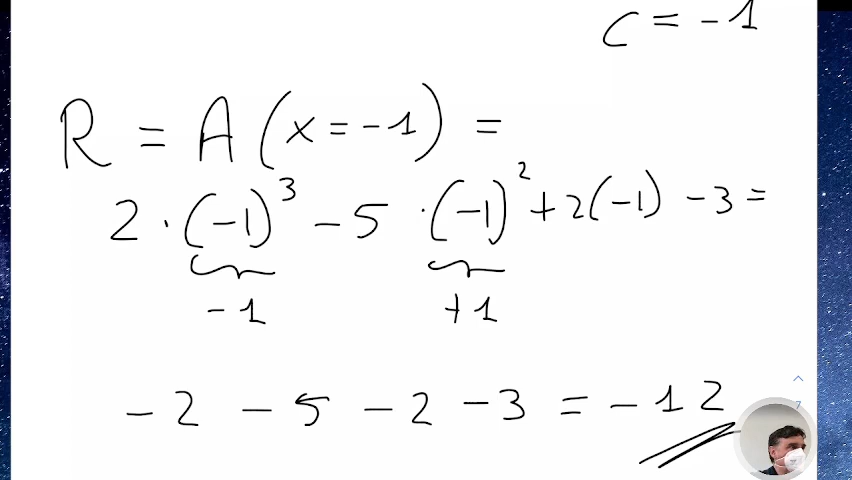 c = -1
R = A (x = -1) =
2 · (-1)³ - 5 · (-1)² + 2(-1) - 3 =
-1 +1
-2 - 5 - 2 - 3 = -12